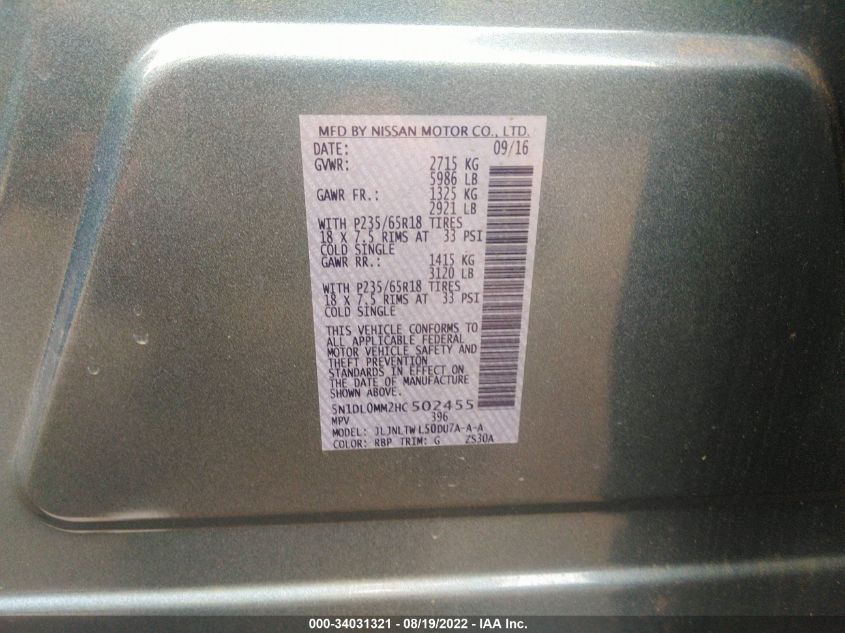 MFD BY NISSAN MOTOR CO., LTD.
DATE: 09/16
GVWR: 2715 KG
5986 LB
GAWR FR.: 1325 KG
2921 LB
WITH P235/65R18 TIRES
18 X 7.5 RIMS AT 33 PSI
COLD SINGLE
GAWR RR.: 1415 KG
3120 LB
WITH P235/65R18 TIRES
18 X 7.5 RIMS AT 33 PSI
COLD SINGLE
THIS VEHICLE CONFORMS TO
ALL APPLICABLE FEDERAL
MOTOR VEHICLE SAFETY AND
THEFT PREVENTION
STANDARDS IN EFFECT ON
THE DATE OF MANUFACTURE
SHOWN ABOVE.
5N1DL0MM2HC502455
MPV 396
MODEL: JLJNLTWL50DU7A-A-A
COLOR: RBP TRIM: G ZS30A
000-34031321 - 08/19/2022 - IAA Inc.